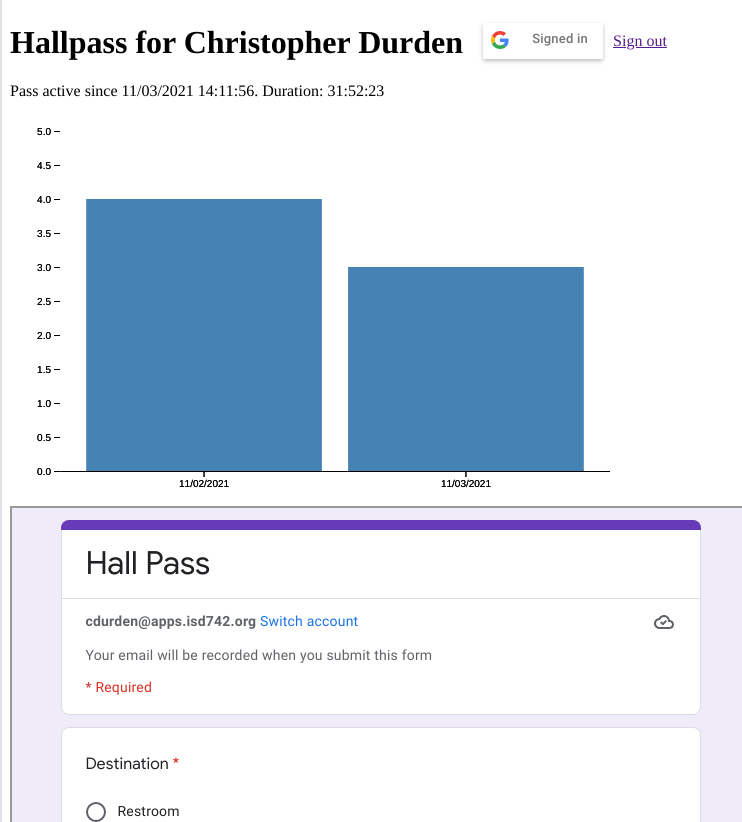 Hallpass for Christopher Durden Signed in Sign out
Pass active since 11/03/2021 14:11:56. Duration: 31:52:23
5.0
4.5
4.0
3.5
3.0
2.5
2.0
1.5
1.0
0.5
0.0
11/02/2021 11/03/2021
Hall Pass
cdurden@apps.isd742.org Switch account
Your email will be recorded when you submit this form
* Required
Destination *
Restroom